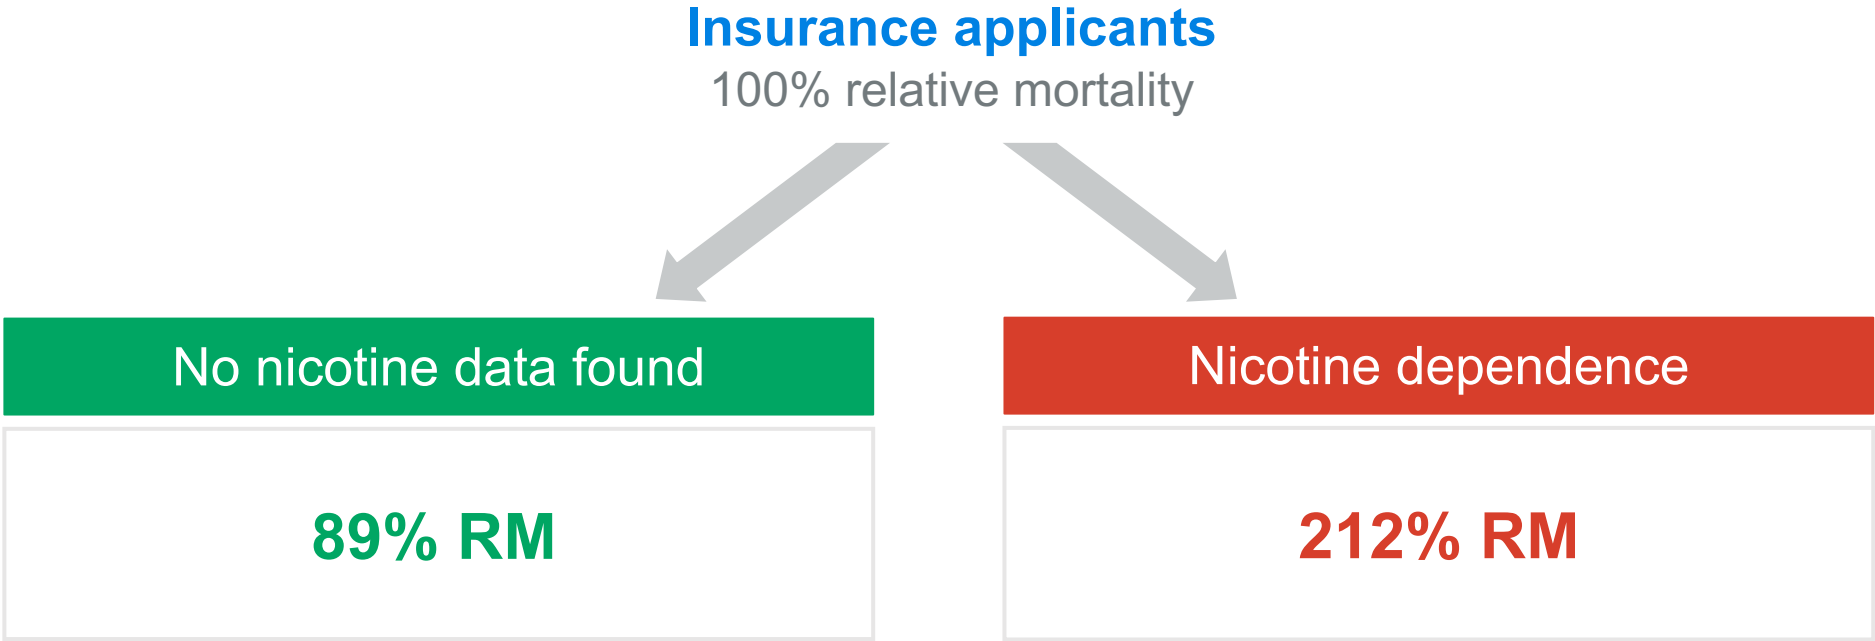 Insurance applicants
100% relative mortality
No nicotine data found
Nicotine dependence
89% RM
212% RM